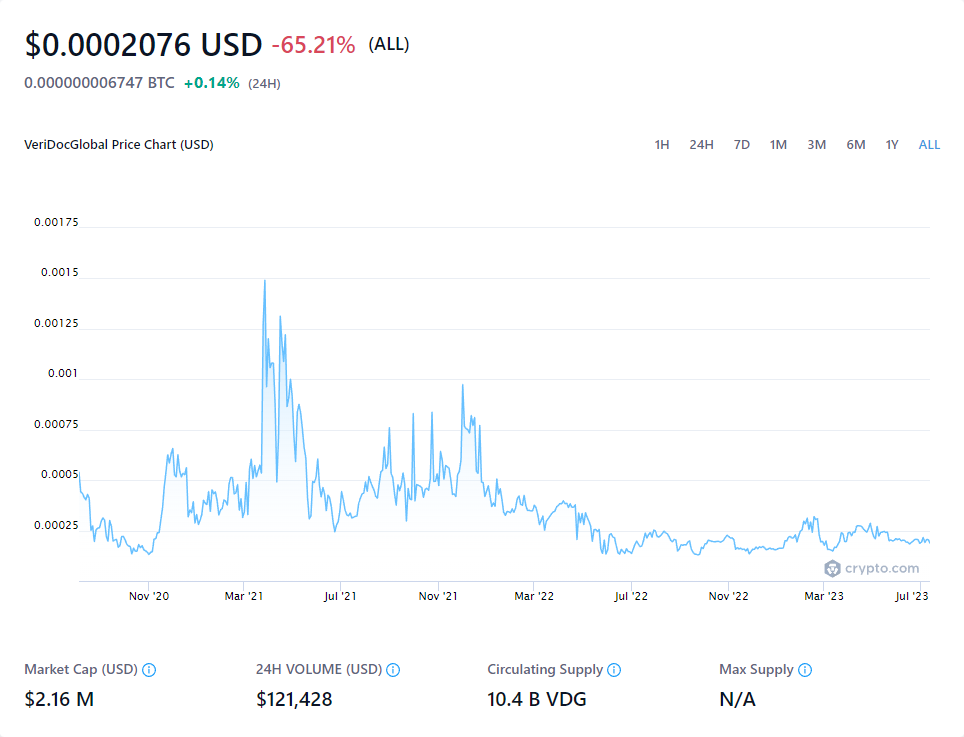 $0.0002076 USD -65.21% (ALL)
0.000000006747 BTC +0.14% (24H)
VeriDocGlobal Price Chart (USD) 1H 24H 7D 1M 3M 6M 1Y ALL
0.00175
0.0015
0.00125
0.001
0.00075
0.0005
0.00025
crypto.com
Nov '20 Mar '21 Jul '21 Nov '21 Mar '22 Jul '22 Nov '22 Mar '23 Jul '23
Market Cap (USD) 24H VOLUME (USD) Circulating Supply Max Supply
$2.16 M $121,428 10.4 B VDG N/A